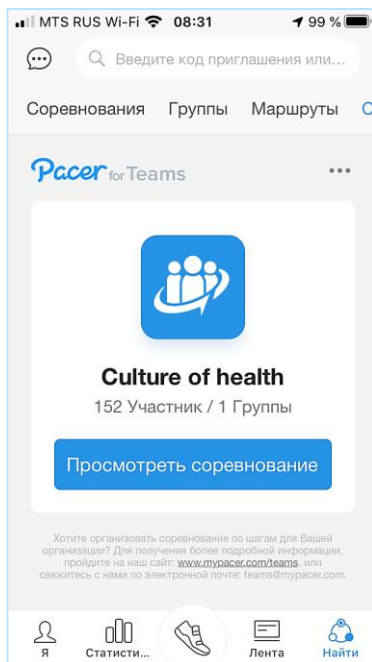 MTS RUS Wi-Fi 08:31 99 %
Введите код приглашения или...
Соревнования Группы Маршруты С
Pacer for Teams
Culture of health
152 Участник / 1 Группы
Просмотреть соревнование
Хотите организовать соревнование по шагам для Вашей
организации? Для получения более подробной информации,
пройдите на наш сайт: www.mypacer.com/teams, или
свяжитесь с нами по электронной почте: teams@mypacer.com.
Я Статисти... Лента Найти